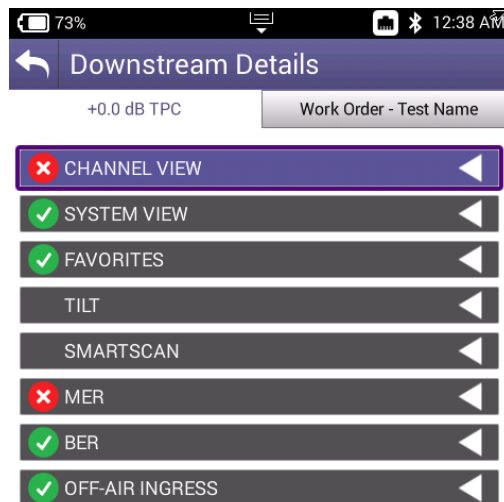 73%
12:38 AM
Downstream Details
+0.0 dB TPC
Work Order - Test Name
CHANNEL VIEW
SYSTEM VIEW
FAVORITES
TILT
SMARTSCAN
MER
BER
OFF-AIR INGRESS